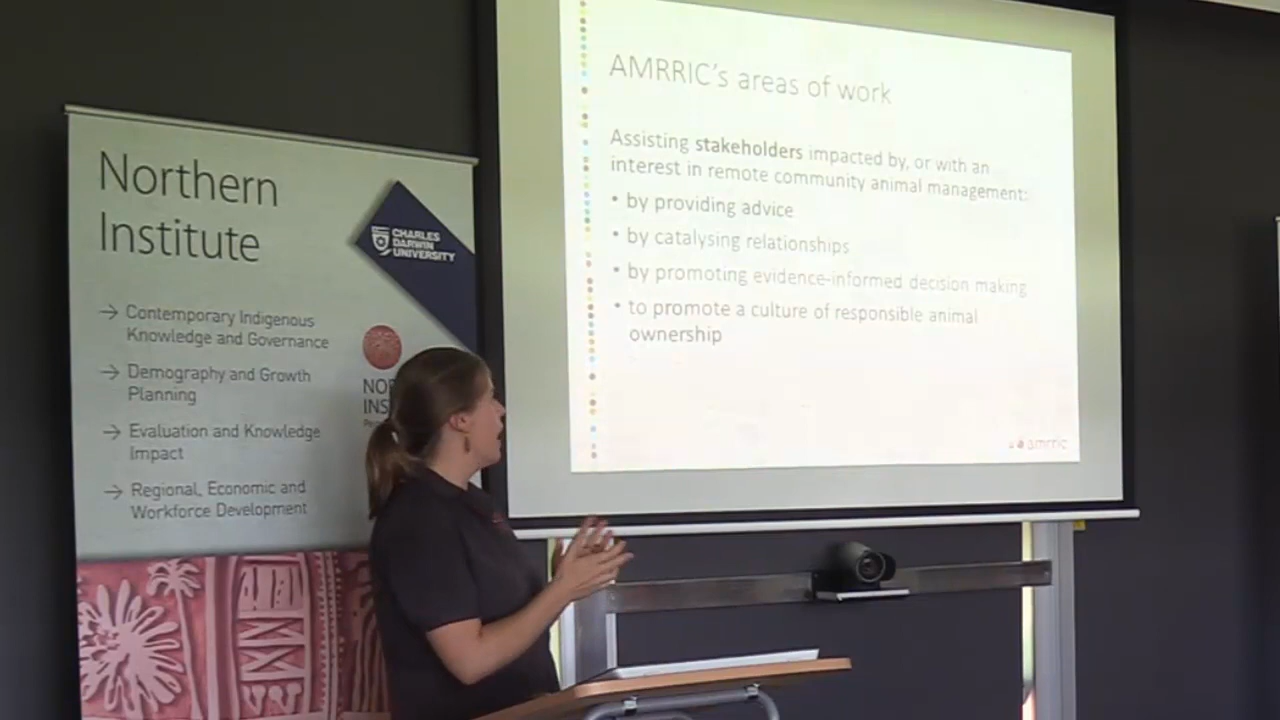 Northern
Institute
CHARLES
DARWIN
UNIVERSITY
→ Contemporary Indigenous
Knowledge and Governance
→ Demography and Growth
Planning
→ Evaluation and Knowledge
Impact
→ Regional, Economic and
Workforce Development
AMRRIC's areas of work
Assisting stakeholders impacted by, or with an
interest in remote community animal management:
• by providing advice
• by catalysing relationships
• by promoting evidence-informed decision making
• to promote a culture of responsible animal
ownership
amrric